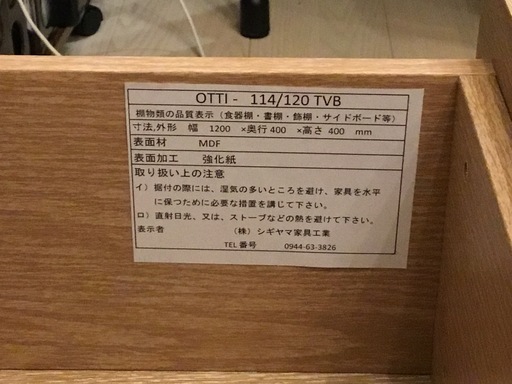 OTTI - 114/120 TVB
棚物類の品質表示（食器棚・書棚・飾棚・サイドボード等）
寸法,外形 幅 1200 ×奥行 400 ×高さ 400 mm
表面材 MDF
表面加工 強化紙
取り扱い上の注意
イ）据付の際には、湿気の多いところを避け、家具を水平
に保つために必要な措置を講じて下さい。
ロ）直射日光、又は、ストーブなどの熱を避けて下さい。
表示者 （株）シギヤマ家具工業
TEL 番号 0944-63-3826